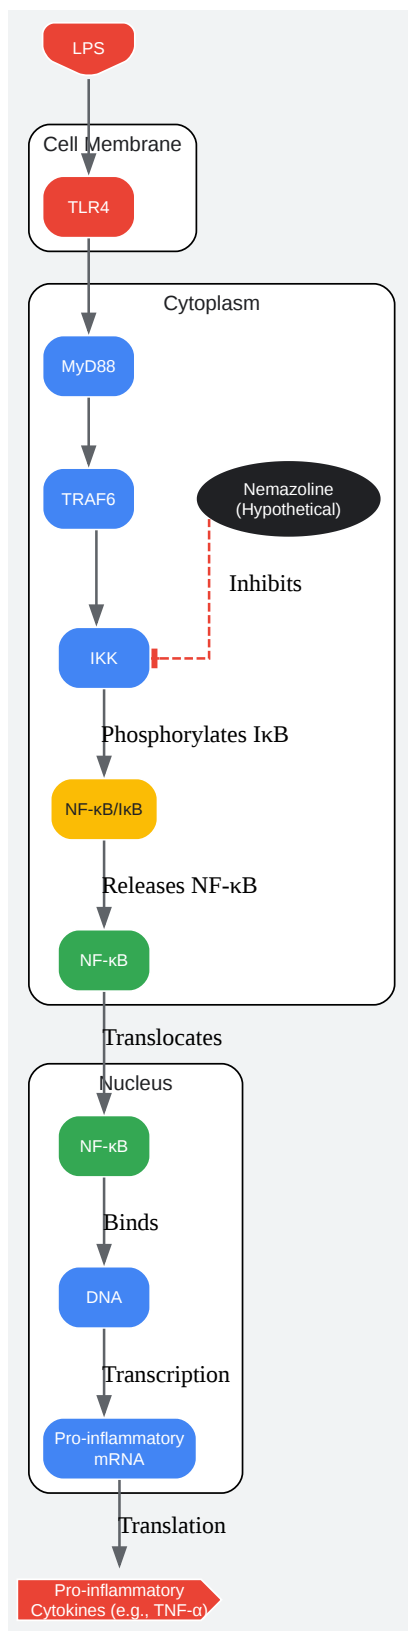 LPS
Cell Membrane
TLR4
Cytoplasm
MyD88
TRAF6
Nemazoline
(Hypothetical)
Inhibits
IKK
Phosphorylates IκB
NF-κB/IκB
Releases NF-κB
NF-κB
Translocates
Nucleus
NF-κB
Binds
DNA
Transcription
Pro-inflammatory
mRNA
Translation
Pro-inflammatory
Cytokines (e.g., TNF-α)